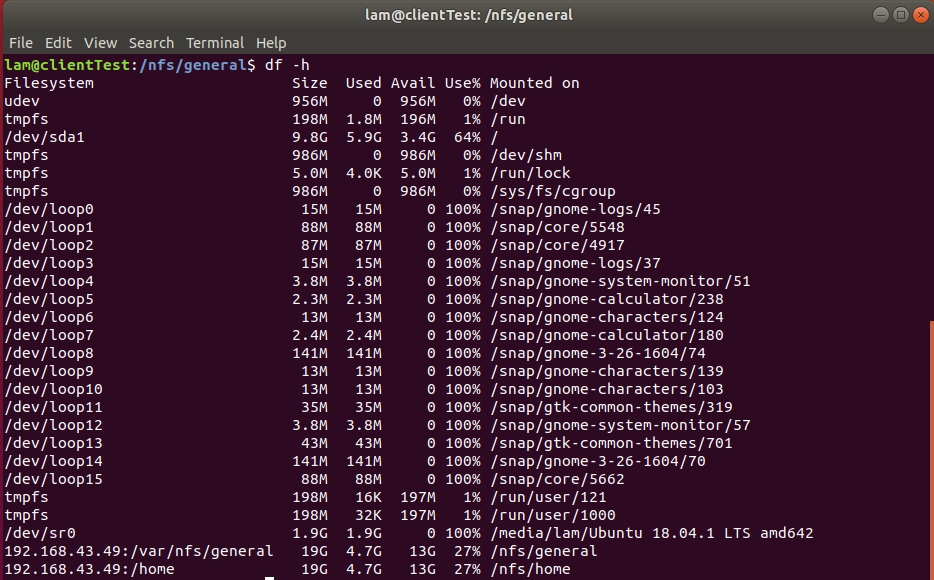 lam@clientTest: /nfs/general
File Edit View Search Terminal Help
lam@clientTest:/nfs/general$ df -h
Filesystem Size Used Avail Use% Mounted on
udev 956M 0 956M 0% /dev
tmpfs 198M 1.8M 196M 1% /run
/dev/sda1 9.8G 5.9G 3.4G 64% /
tmpfs 986M 0 986M 0% /dev/shm
tmpfs 5.0M 4.0K 5.0M 1% /run/lock
tmpfs 986M 0 986M 0% /sys/fs/cgroup
/dev/loop0 15M 15M 0 100% /snap/gnome-logs/45
/dev/loop1 88M 88M 0 100% /snap/core/5548
/dev/loop2 87M 87M 0 100% /snap/core/4917
/dev/loop3 15M 15M 0 100% /snap/gnome-logs/37
/dev/loop4 3.8M 3.8M 0 100% /snap/gnome-system-monitor/51
/dev/loop5 2.3M 2.3M 0 100% /snap/gnome-calculator/238
/dev/loop6 13M 13M 0 100% /snap/gnome-characters/124
/dev/loop7 2.4M 2.4M 0 100% /snap/gnome-calculator/180
/dev/loop8 141M 141M 0 100% /snap/gnome-3-26-1604/74
/dev/loop9 13M 13M 0 100% /snap/gnome-characters/139
/dev/loop10 13M 13M 0 100% /snap/gnome-characters/103
/dev/loop11 35M 35M 0 100% /snap/gtk-common-themes/319
/dev/loop12 3.8M 3.8M 0 100% /snap/gnome-system-monitor/57
/dev/loop13 43M 43M 0 100% /snap/gtk-common-themes/701
/dev/loop14 141M 141M 0 100% /snap/gnome-3-26-1604/70
/dev/loop15 88M 88M 0 100% /snap/core/5662
tmpfs 198M 16K 197M 1% /run/user/121
tmpfs 198M 32K 197M 1% /run/user/1000
/dev/sr0 1.9G 1.9G 0 100% /media/lam/Ubuntu 18.04.1 LTS amd642
192.168.43.49:/var/nfs/general 19G 4.7G 13G 27% /nfs/general
192.168.43.49:/home 19G 4.7G 13G 27% /nfs/home